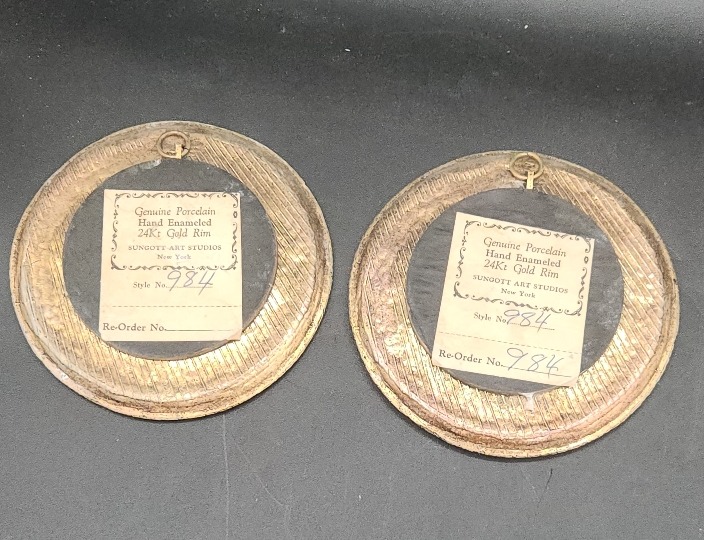 Genuine Porcelain
Hand Enameled
24Kt Gold Rim
SUNGOTT ART STUDIOS
New York
Style No. 984
Re-Order No.
Genuine Porcelain
Hand Enameled
24Kt Gold Rim
SUNGOTT ART STUDIOS
New York
Style No. 984
Re-Order No. 984